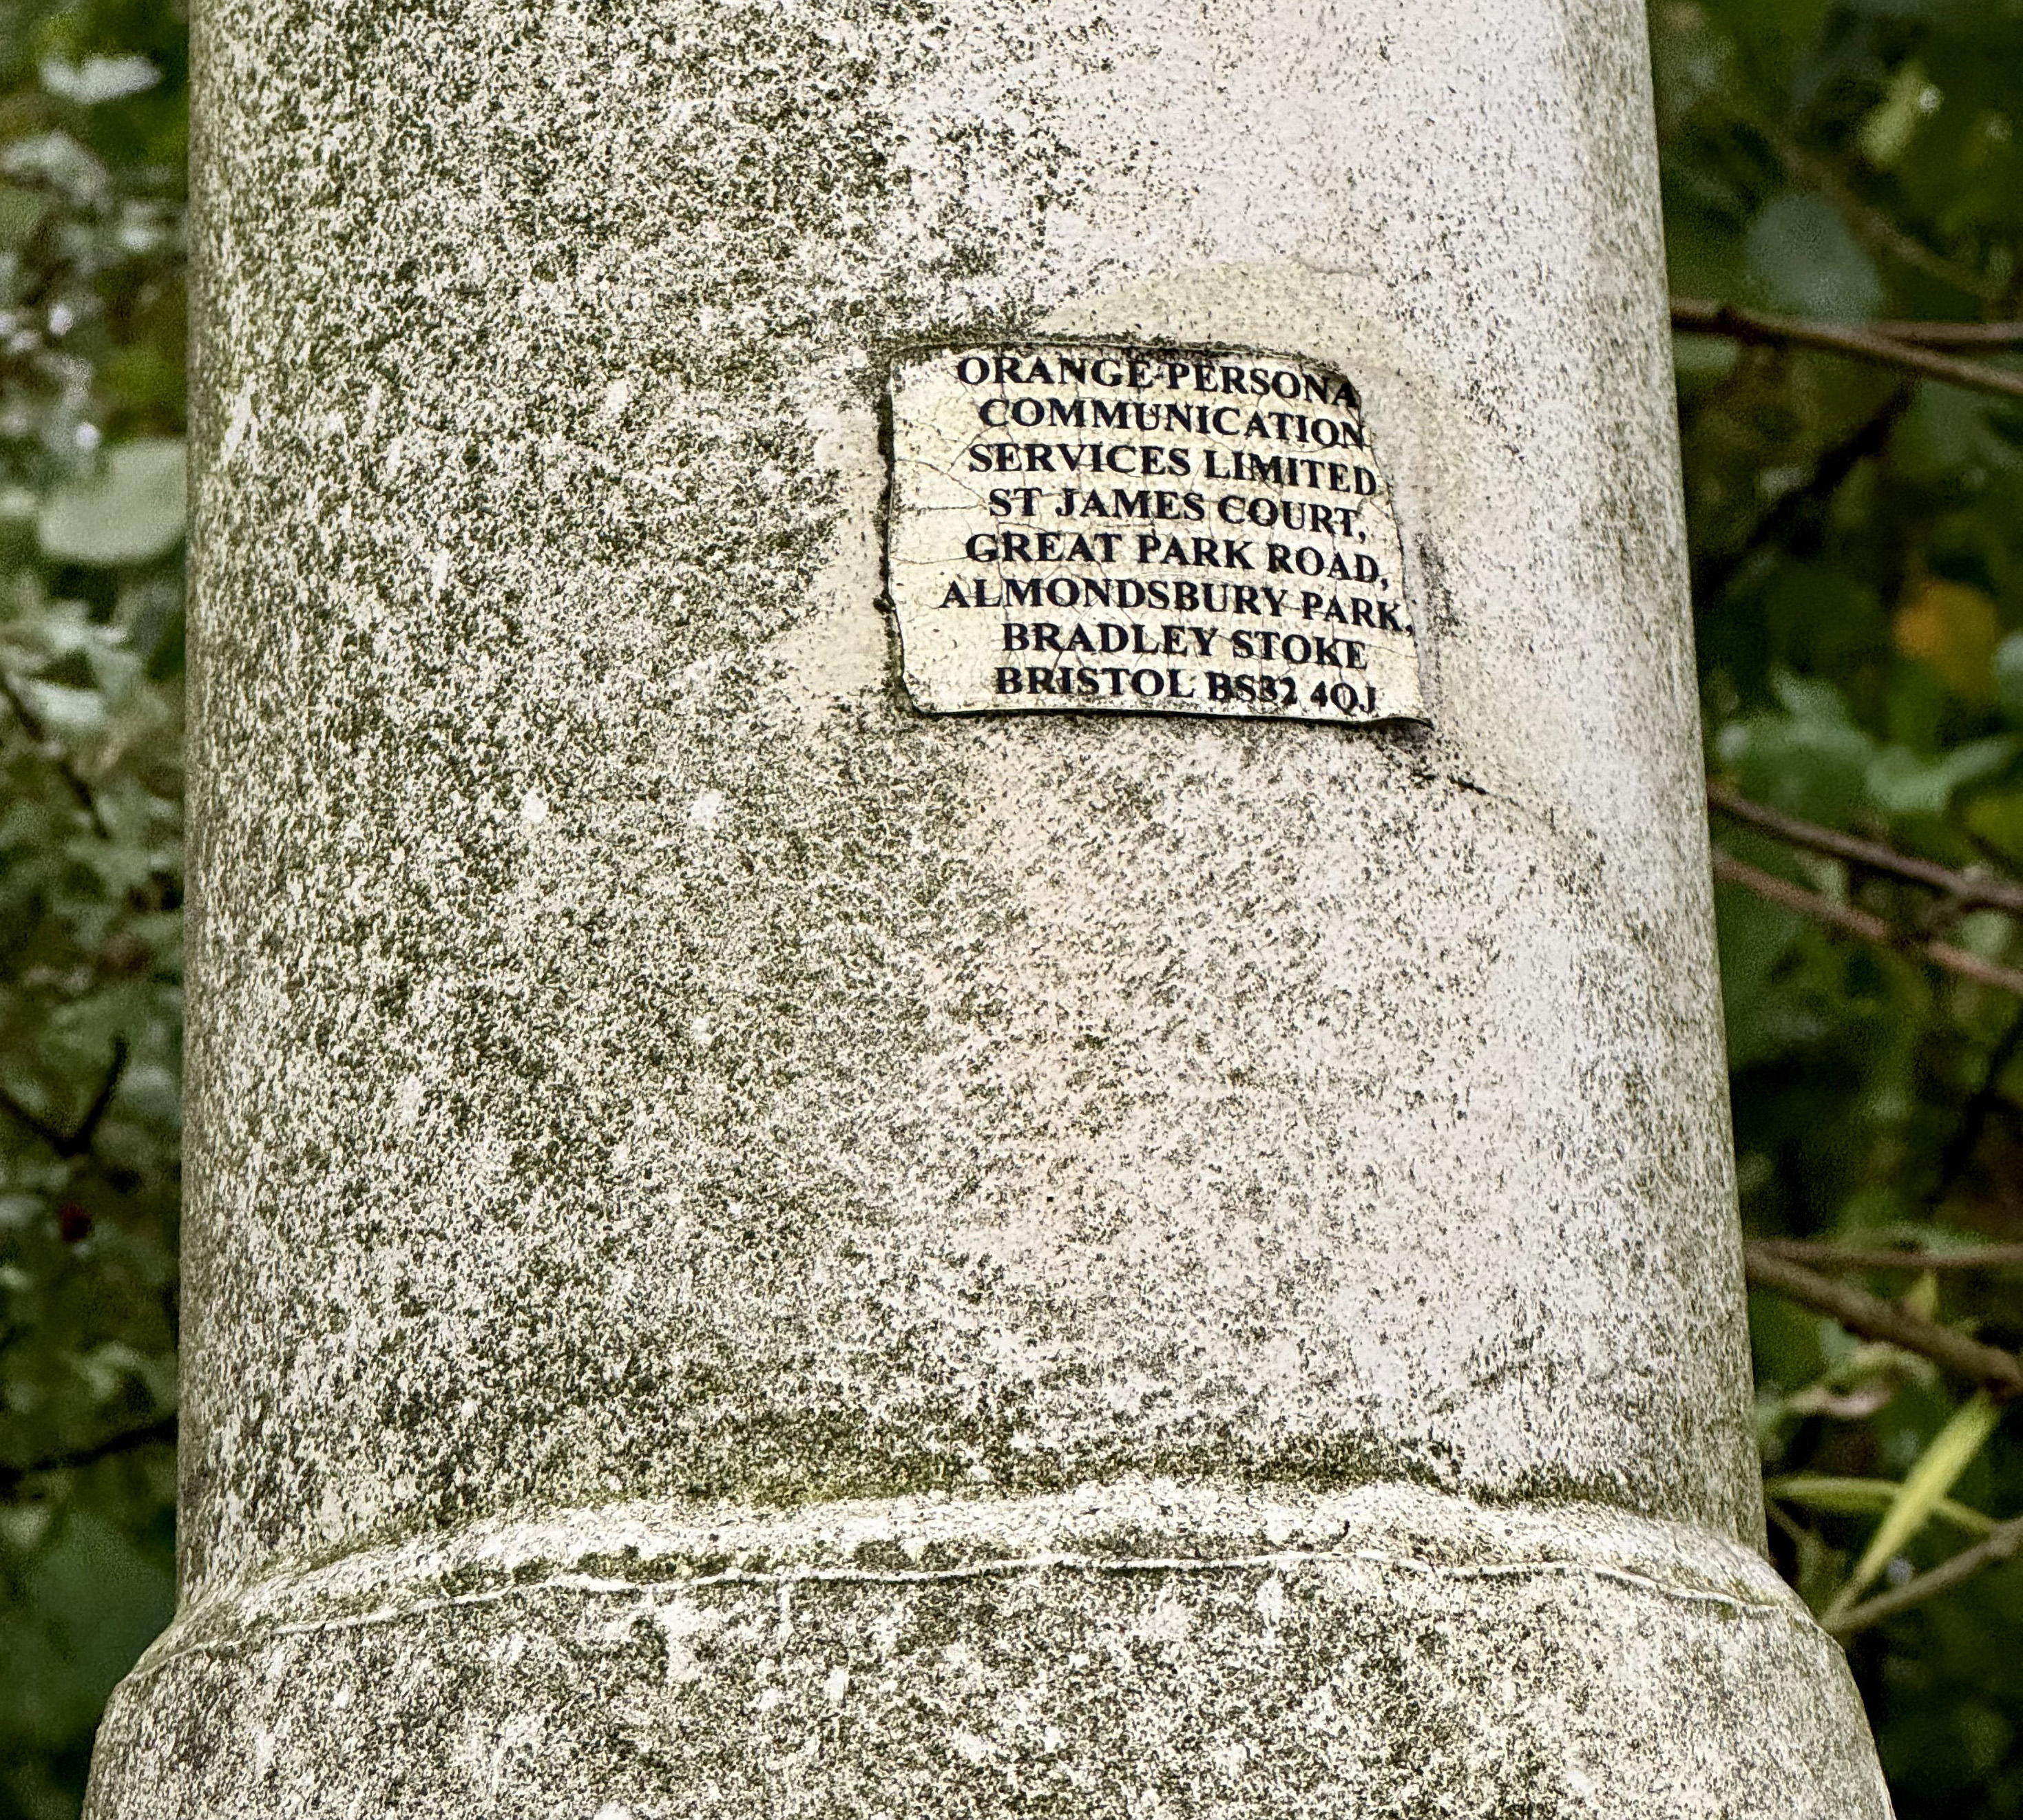 ORANGE PERSONA
COMMUNICATION
SERVICES LIMITED
ST JAMES COURT,
GREAT PARK ROAD,
ALMONDSBURY PARK,
BRADLEY STOKE
BRISTOL BS32 4QJ